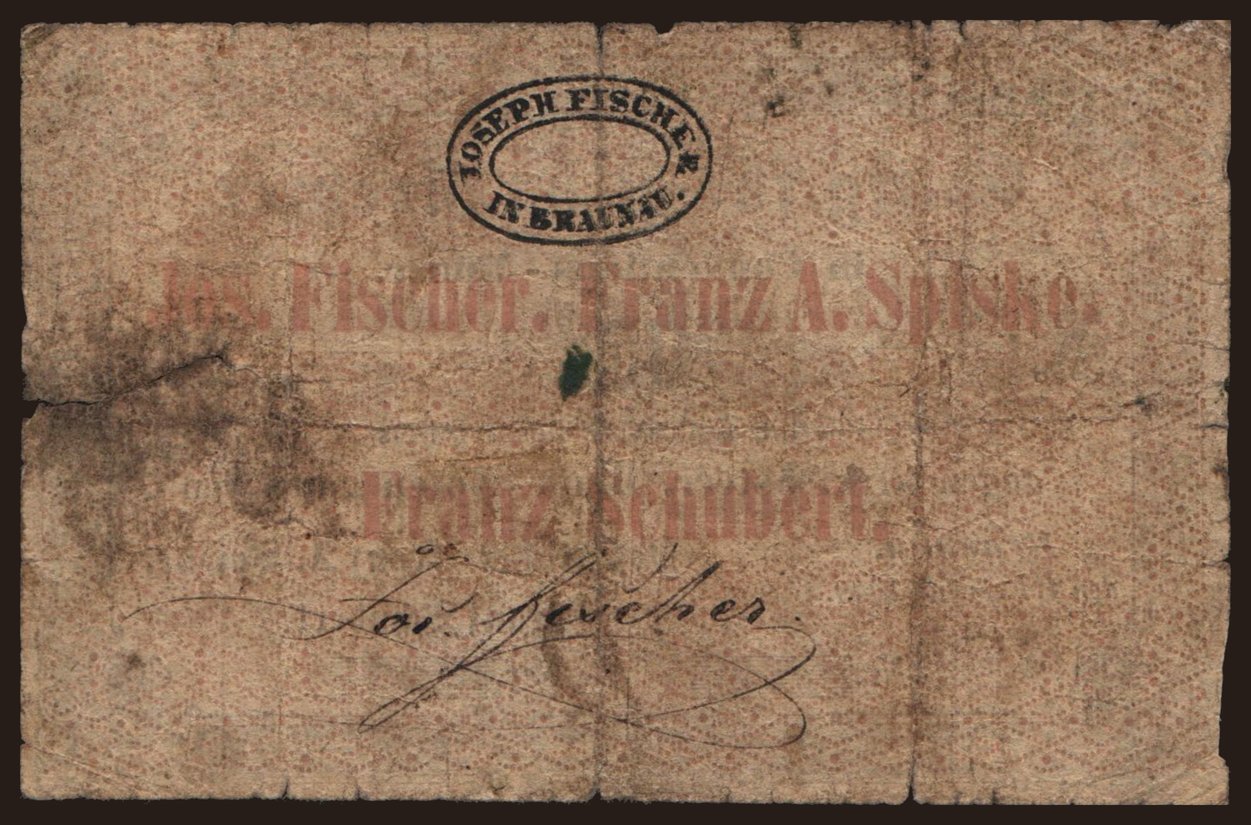 JOSEPH FISCHER
IN BRAUNAU.
Jos. Fischer. Franz A. Spiske.
Franz Schubert.
Jos. Fischer.